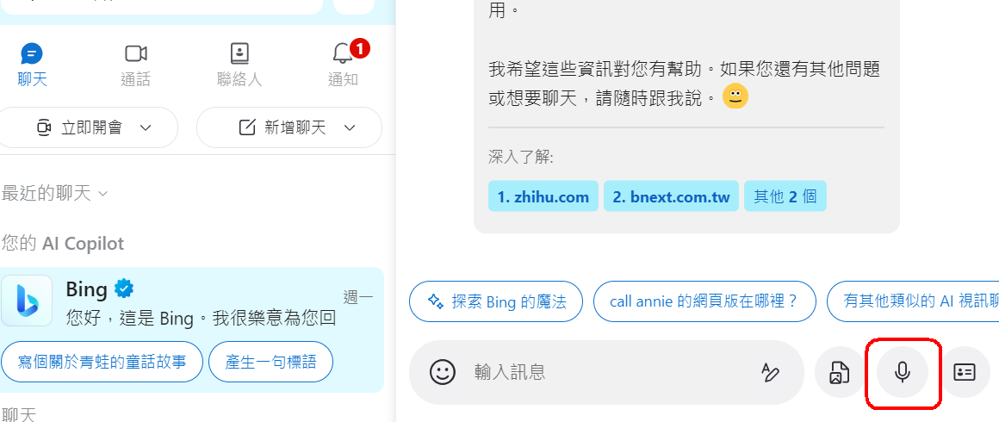 聊天
通話
聯絡人
通知
1
立即開會
新增聊天
最近的聊天
您的 AI Copilot
Bing
週一
您好，這是 Bing。我很樂意為您回
寫個關於青蛙的童話故事
產生一句標語
聊天
用。
我希望這些資訊對您有幫助。如果您還有其他問題
或想要聊天，請隨時跟我說。
深入了解:
1. zhihu.com
2. bnext.com.tw
其他 2 個
探索 Bing 的魔法
call annie 的網頁版在哪裡？
有其他類似的 AI 視訊聊
輸入訊息